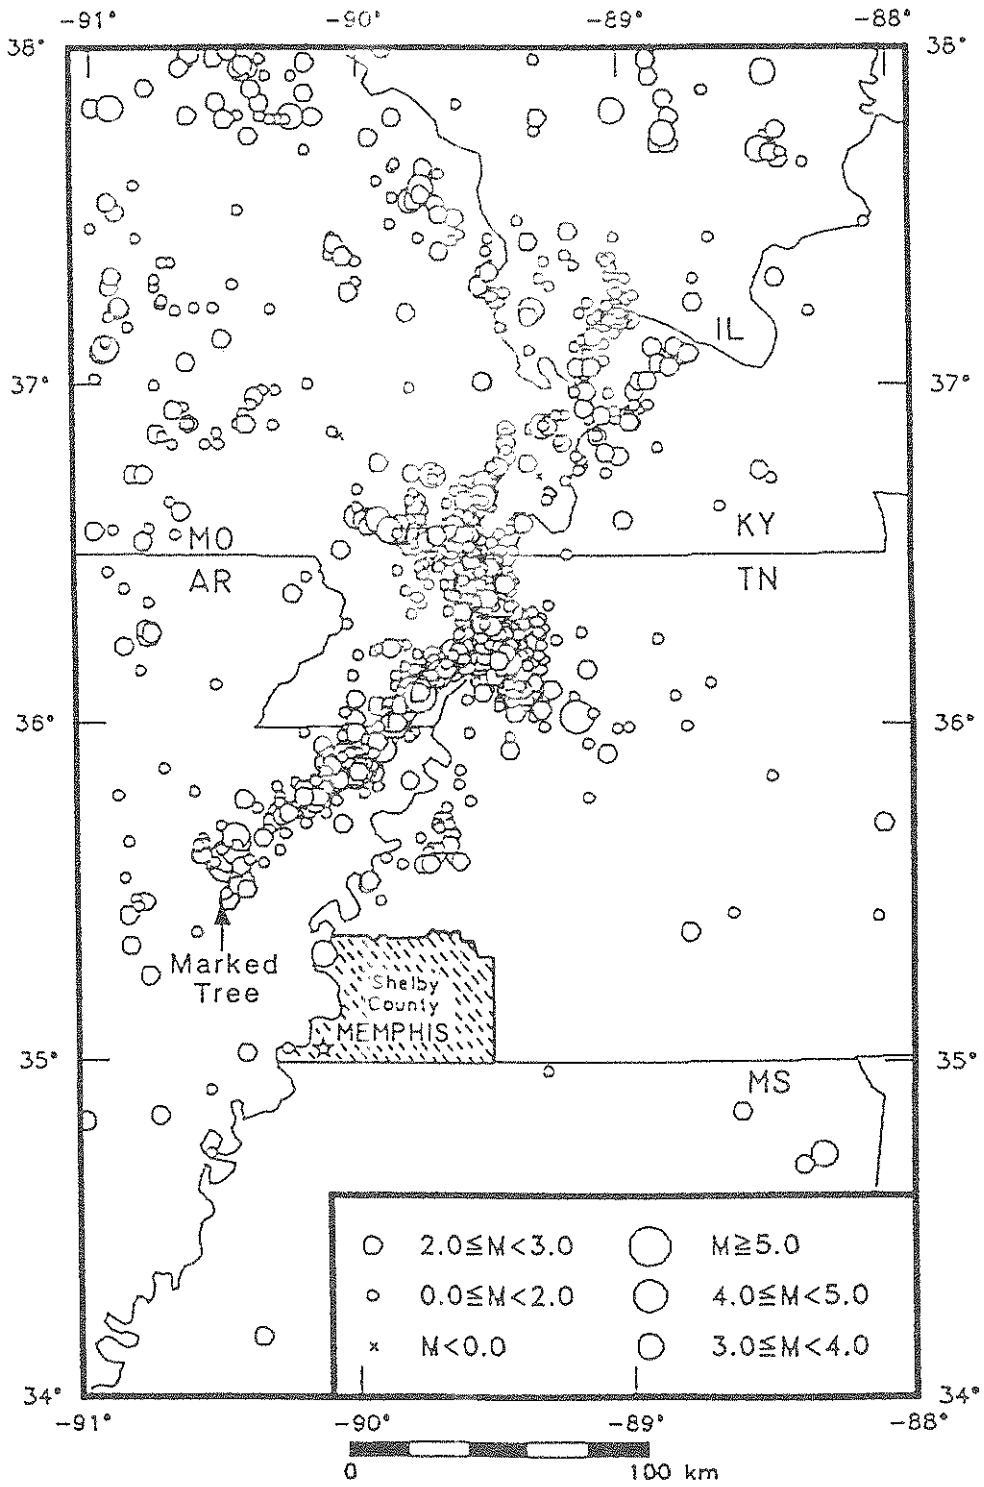 -91° -90° -89° -88°
38° 38°
IL
37° 37°
MO KY
AR TN
36° 36°
Marked
Tree
Shelby
County
MEMPHIS
35° 35°
MS
2.0≦M<3.0 M≧5.0
0.0≦M<2.0 4.0≦M<5.0
M<0.0 3.0≦M<4.0
34° 34°
-91° -90° -89° -88°
0 100 km